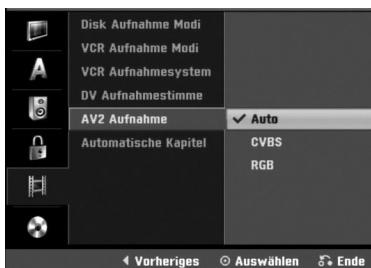 Disk Aufnahme Modi
VCR Aufnahme Modi
VCR Aufnahmesystem
DV Aufnahmestimme
AV2 Aufnahme
Automatische Kapitel
Auto
CVBS
RGB
Vorheriges Auswählen Ende